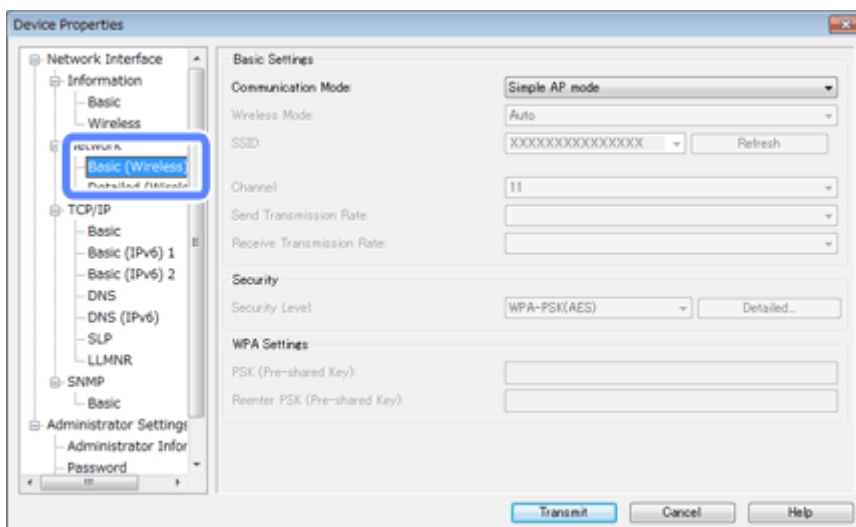 Device Properties
Network Interface
Information
Basic
Wireless
Network
Basic (Wireless)
TCP/IP
Basic
Basic (IPv6) 1
Basic (IPv6) 2
DNS
DNS (IPv6)
SLP
LLMNR
SNMP
Basic
Administrator Settings
Administrator Infor
Password
Basic Settings
Communication Mode: Simple AP mode
Wireless Mode: Auto
SSID: XXXXXXXXXXXXXXX Refresh
Channel: 11
Send Transmission Rate:
Receive Transmission Rate:
Security
Security Level: WPA-PSK(AES) Detailed...
WPA Settings
PSK (Pre-shared Key):
Reenter PSK (Pre-shared Key):
Transmit Cancel Help